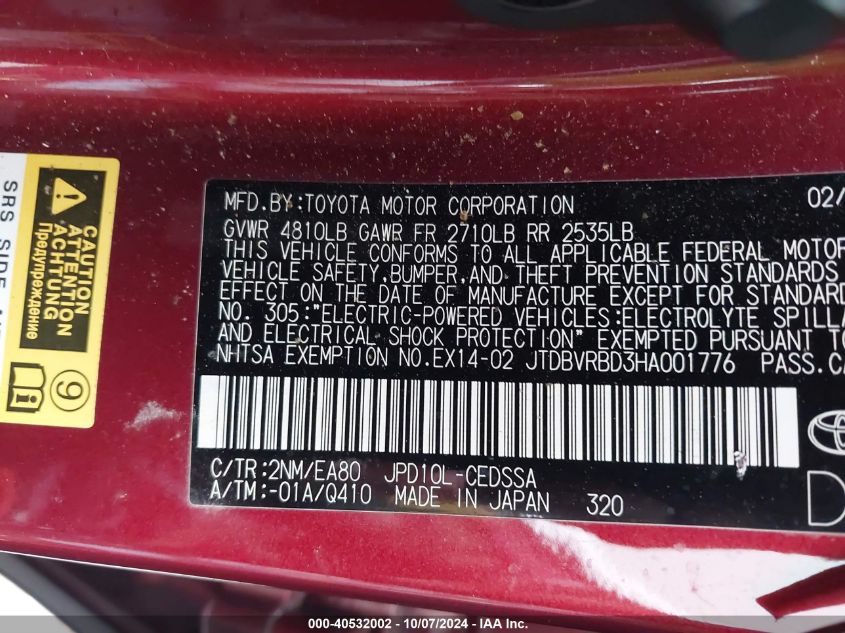 SRS SIDE
CAUTION
ATTENTION
Предупреждение
9
MFD.BY:TOYOTA MOTOR CORPORATION 02/
GVWR 4810LB GAWR FR 2710LB RR 2535LB
THIS VEHICLE CONFORMS TO ALL APPLICABLE FEDERAL MOTOR
VEHICLE SAFETY,BUMPER,AND THEFT PREVENTION STANDARDS
EFFECT ON THE DATE OF MANUFACTURE EXCEPT FOR STANDARD
NO. 305:"ELECTRIC-POWERED VEHICLES:ELECTROLYTE SPILLA
AND ELECTRICAL SHOCK PROTECTION" EXEMPTED PURSUANT TO
NHTSA EXEMPTION NO.EX14-02 JTDBVRBD3HA001776 PASS.CA
C/TR:2NM/EA80 JPD10L-CEDSSA
A/TM:-01A/Q410 MADE IN JAPAN 320
000-40532002 - 10/07/2024 - IAA Inc.